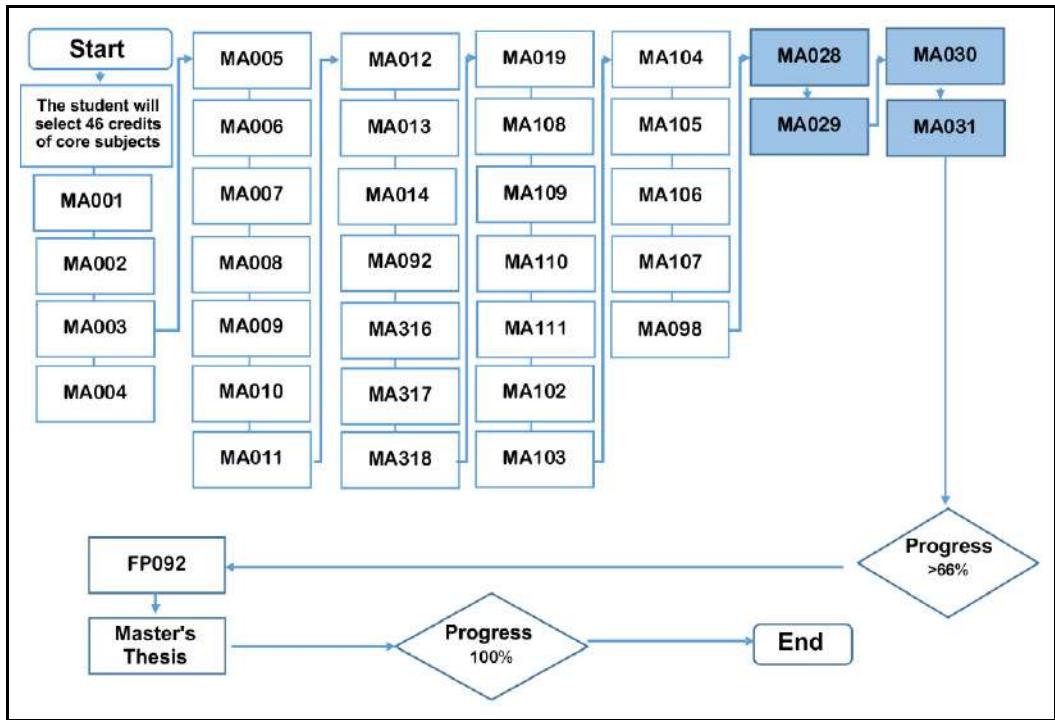 Start
The student will
select 46 credits
of core subjects
MA001
MA002
MA003
MA004
MA005
MA006
MA007
MA008
MA009
MA010
MA011
MA012
MA013
MA014
MA092
MA316
MA317
MA318
MA019
MA108
MA109
MA110
MA111
MA102
MA103
MA104
MA105
MA106
MA107
MA098
MA028
MA029
MA030
MA031
Progress
>66%
FP092
Master's
Thesis
Progress
100%
End